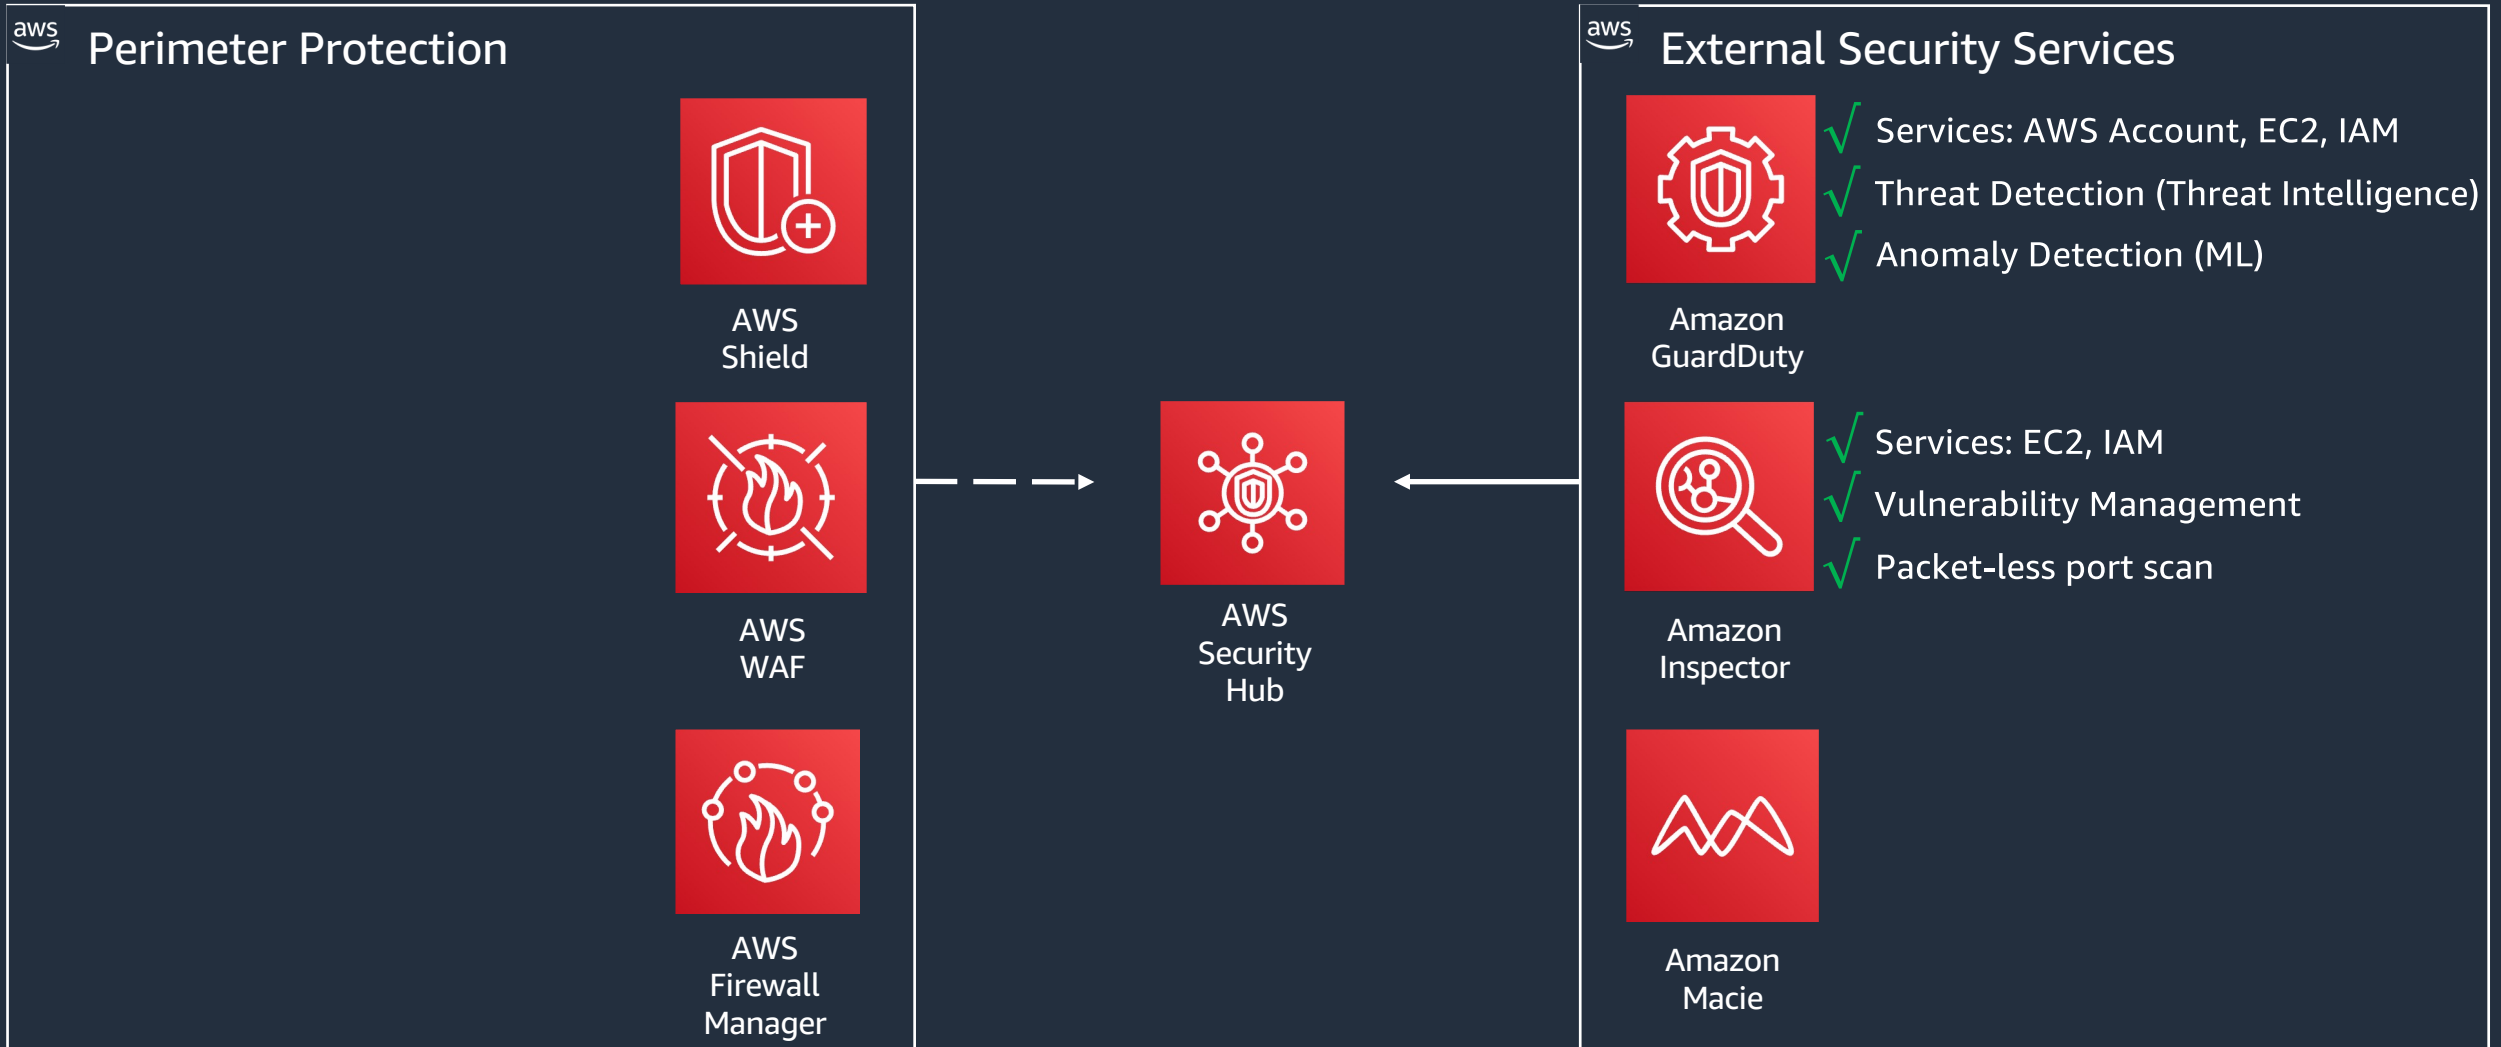 aws
Perimeter Protection
AWS
Shield
AWS
WAF
AWS
Firewall
Manager
AWS
Security
Hub
aws
External Security Services
√ Services: AWS Account, EC2, IAM
√ Threat Detection (Threat Intelligence)
√ Anomaly Detection (ML)
Amazon
GuardDuty
√ Services: EC2, IAM
√ Vulnerability Management
√ Packet-less port scan
Amazon
Inspector
Amazon
Macie